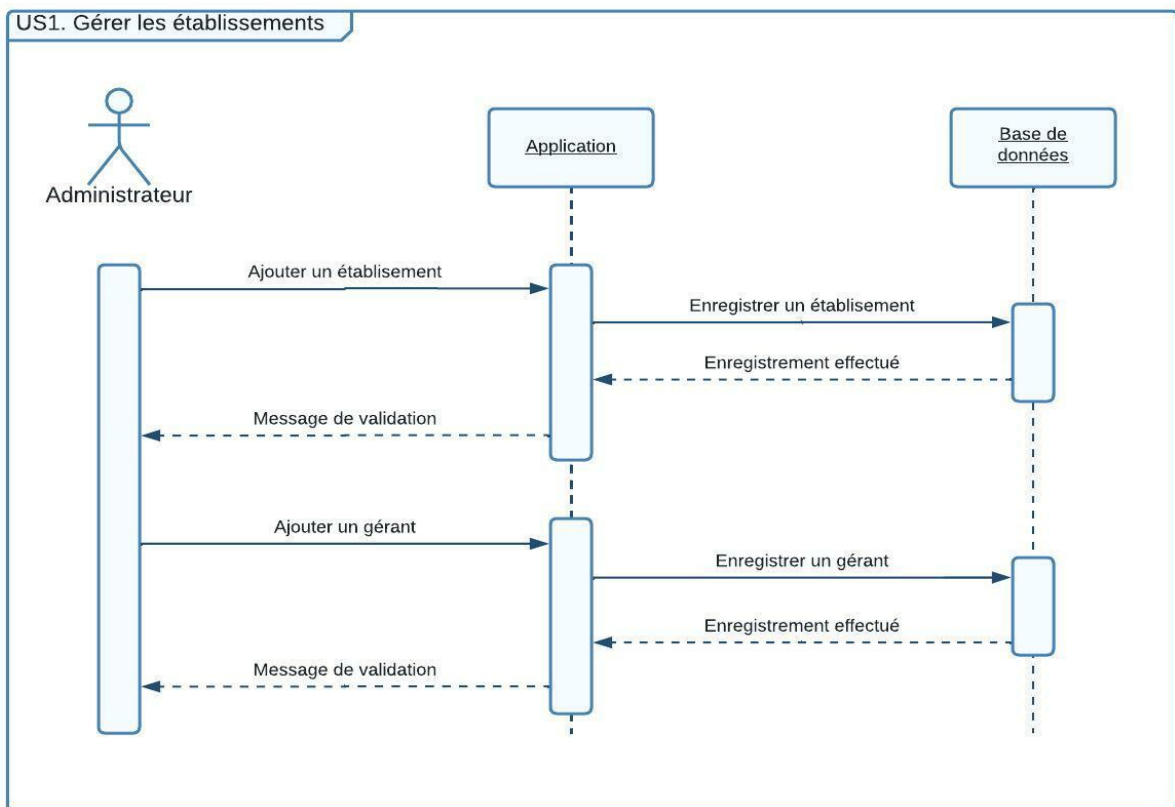 US1. Gérer les établissements
Administrateur
Application
Base de
données
Ajouter un établisement
Enregistrer un établisement
Enregistrement effectué
Message de validation
Ajouter un gérant
Enregistrer un gérant
Enregistrement effectué
Message de validation